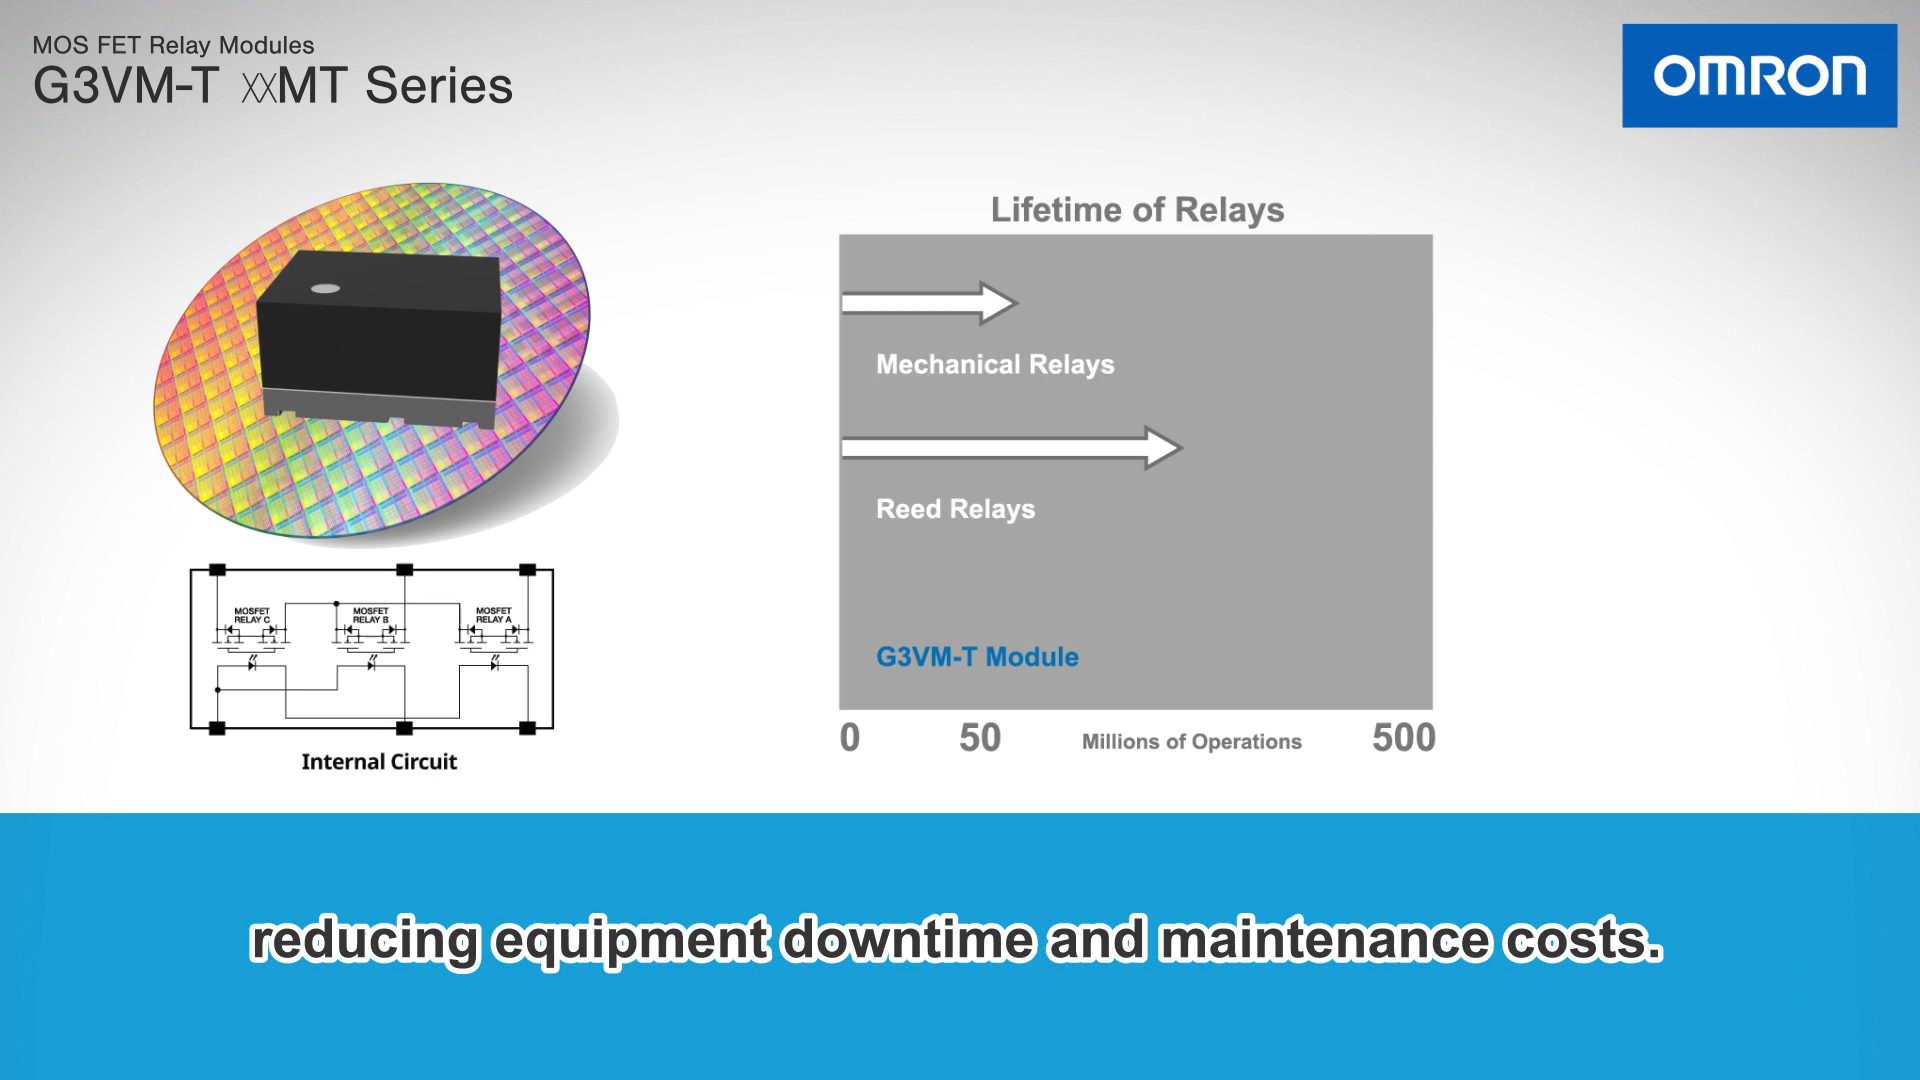 MOS FET Relay Modules
G3VM-T XXMT Series
OMRON
Lifetime of Relays
Mechanical Relays
Reed Relays
G3VM-T Module
0 50 Millions of Operations 500
MOSFET RELAY C
MOSFET RELAY B
MOSFET RELAY A
Internal Circuit
reducing equipment downtime and maintenance costs.